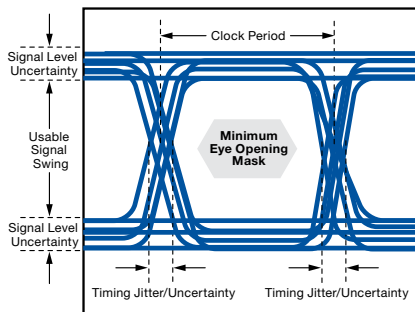 Clock Period
Signal Level
Uncertainty
Usable
Signal
Swing
Minimum
Eye Opening
Mask
Signal Level
Uncertainty
Timing Jitter/Uncertainty
Timing Jitter/Uncertainty